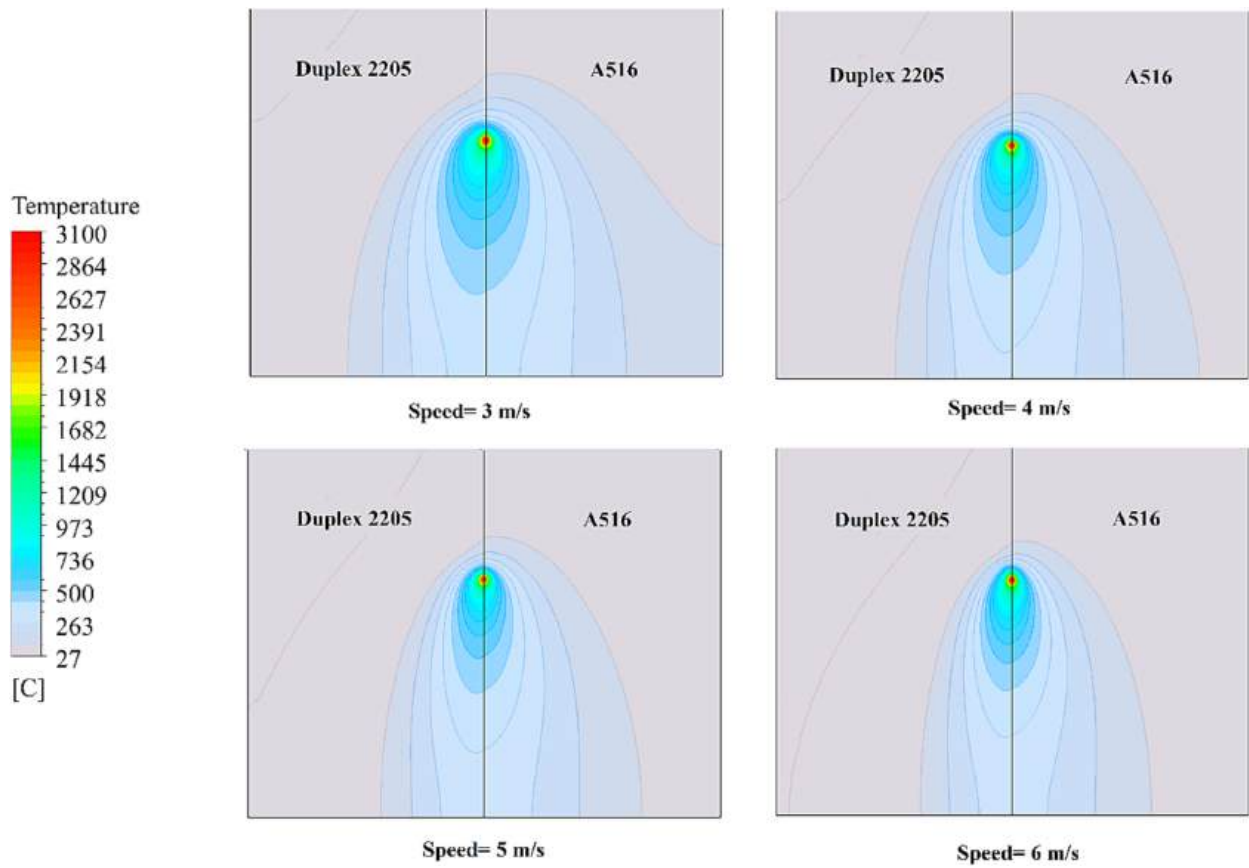 Duplex 2205
A516
Speed= 3 m/s
Duplex 2205
A516
Speed= 4 m/s
Temperature
3100
2864
2627
2391
2154
1918
1682
1445
1209
973
736
500
263
27
[C]
Duplex 2205
A516
Speed= 5 m/s
Duplex 2205
A516
Speed= 6 m/s